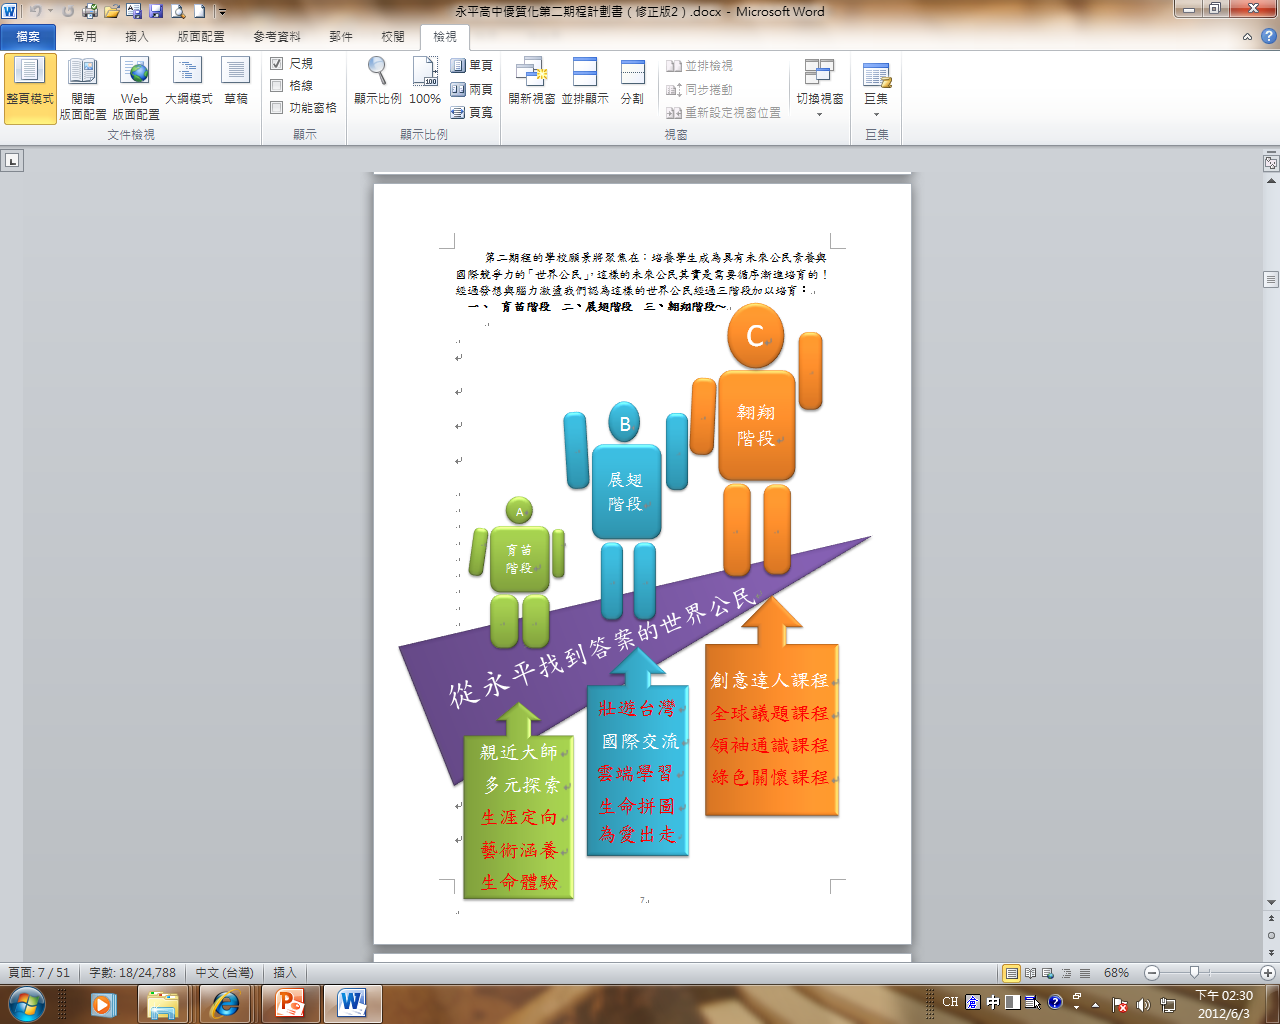 永平高中優質化第二期程計劃書（修正版2）.docx - Microsoft Word
檔案 常用 插入 版面配置 參考資料 郵件 校閱 檢視
整頁模式 閱讀版面配置 Web版面配置 大綱模式 草稿
文件檢視
尺規
格線
功能窗格
顯示
顯示比例 100% 單頁 兩頁 頁寬
顯示比例
開新視窗 並排顯示 分割
並排檢視
同步捲動
重新設定視窗位置
切換視窗
視窗
巨集
巨集
第二期程的學校願景將聚焦在：培養學生成為具有未來公民素養與
國際競爭力的「世界公民」，這樣的未來公民其實是需要循序漸進培育的！
經過發想與腦力激盪我們認為這樣的世界公民經過三階段加以培育：
一、 育苗階段 二、展翅階段 三、翱翔階段～
C
翱翔
階段
B
展翅
階段
A
育苗
階段
從永平找到答案的世界公民
親近大師
多元探索
生涯定向
藝術涵養
生命體驗
壯遊台灣
國際交流
雲端學習
生命拼圖
為愛出走
創意達人課程
全球議題課程
領袖通識課程
綠色關懷課程
7
頁面: 7 / 51 字數: 18/24,788 中文 (台灣) 插入 68%
CH 倉 中
下午 02:30
2012/6/3